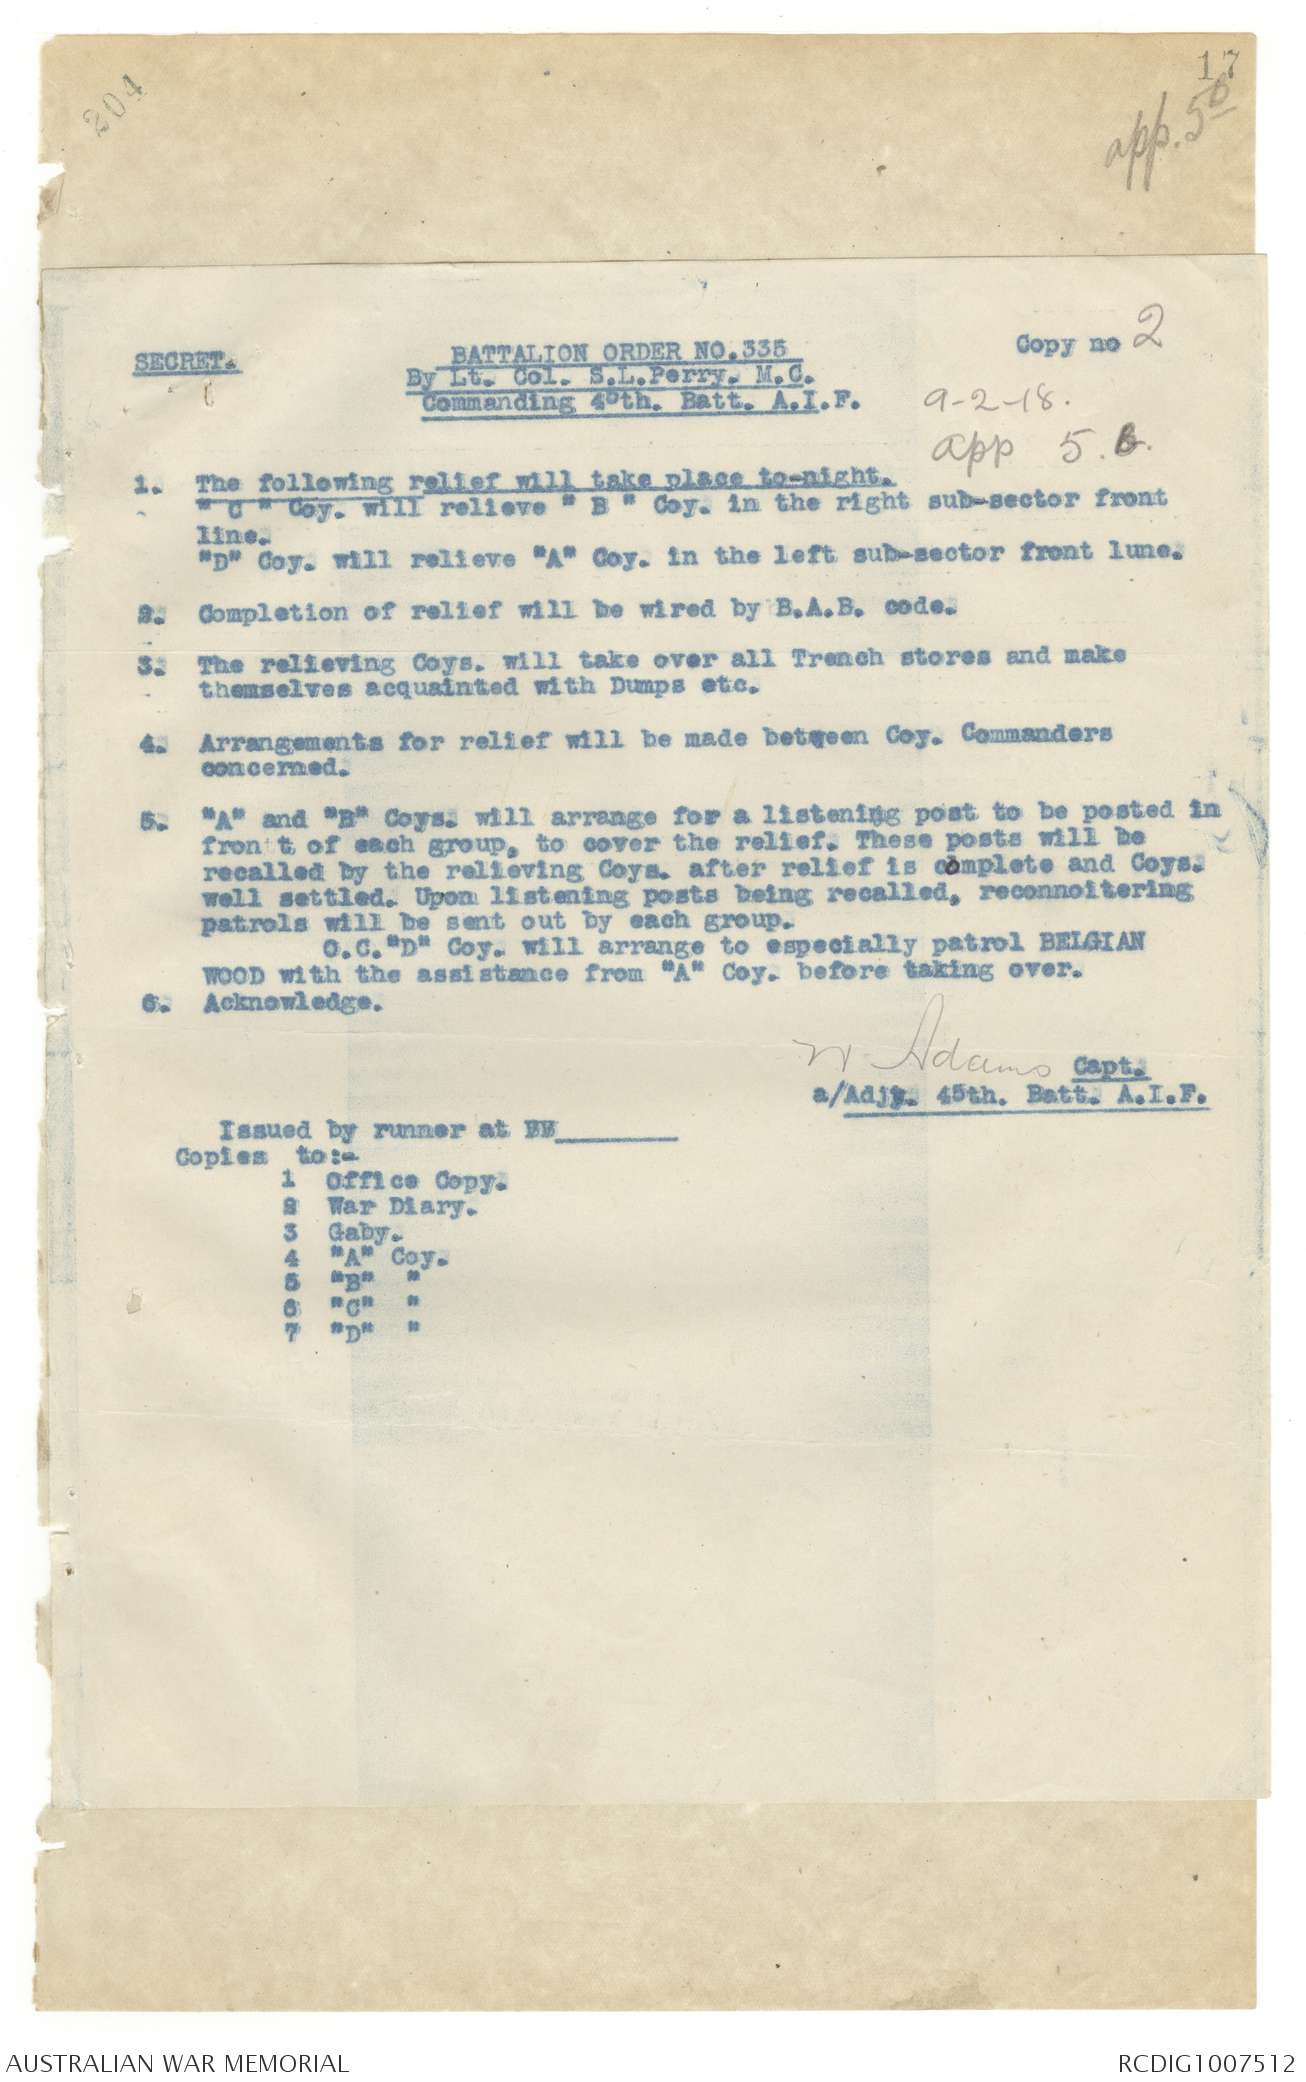 204
17
app. 5b
SECRET.
BATTALION ORDER NO.335
Copy no 2
By Lt. Col. S.L.Perry. M.C.
Commanding 45th. Batt. A.I.F.
9-2-18.
app 5.b.
1. The following relief will take place to-night.
" C " Coy. will relieve " B " Coy. in the right sub-sector front
line.
"D" Coy. will relieve "A" Coy. in the left sub-sector front lune.
2. Completion of relief will be wired by B.A.B. code.
3. The relieving Coys. will take over all Trench stores and make
themselves acquainted with Dumps etc.
4. Arrangements for relief will be made between Coy. Commanders
concerned.
5. "A" and "B" Coys. will arrange for a listening post to be posted in
fron t of each group, to cover the relief. These posts will be
recalled by the relieving Coys. after relief is complete and Coys.
well settled. Upon listening posts being recalled, reconnoitering
patrols will be sent out by each group.
O.C."D" Coy. will arrange to especially patrol BELGIAN
WOOD with the assistance from "A" Coy. before taking over.
6. Acknowledge.
W Adams Capt.
a/Adjt. 45th. Batt. A.I.F.
Issued by runner at
Copies to:-
1 Office Copy.
2 War Diary.
3 Gaby.
4 "A" Coy.
5 "B" "
6 "C" "
7 "D" "
AUSTRALIAN WAR MEMORIAL
RCDIG1007512